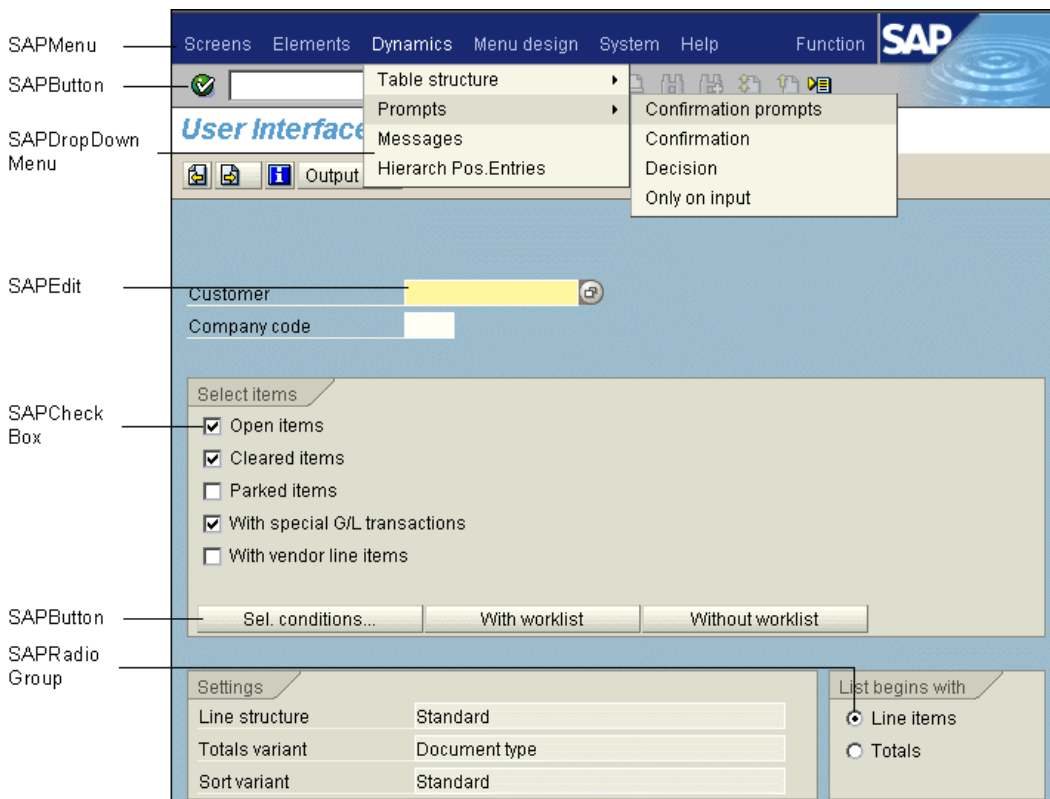 SAPMenu
Screens Elements Dynamics Menu design System Help Function SAP
SAPButton
Table structure
Prompts
Messages
Hierarch Pos.Entries
Confirmation prompts
Confirmation
Decision
Only on input
User Interface
SAPDropDown
Menu
Output
SAPEdit
Customer
Company code
Select items
SAPCheck
Box
Open items
Cleared items
Parked items
With special G/L transactions
With vendor line items
SAPButton
Sel. conditions... With worklist Without worklist
SAPRadio
Group
Settings
Line structure Standard
Totals variant Document type
Sort variant Standard
List begins with
Line items
Totals